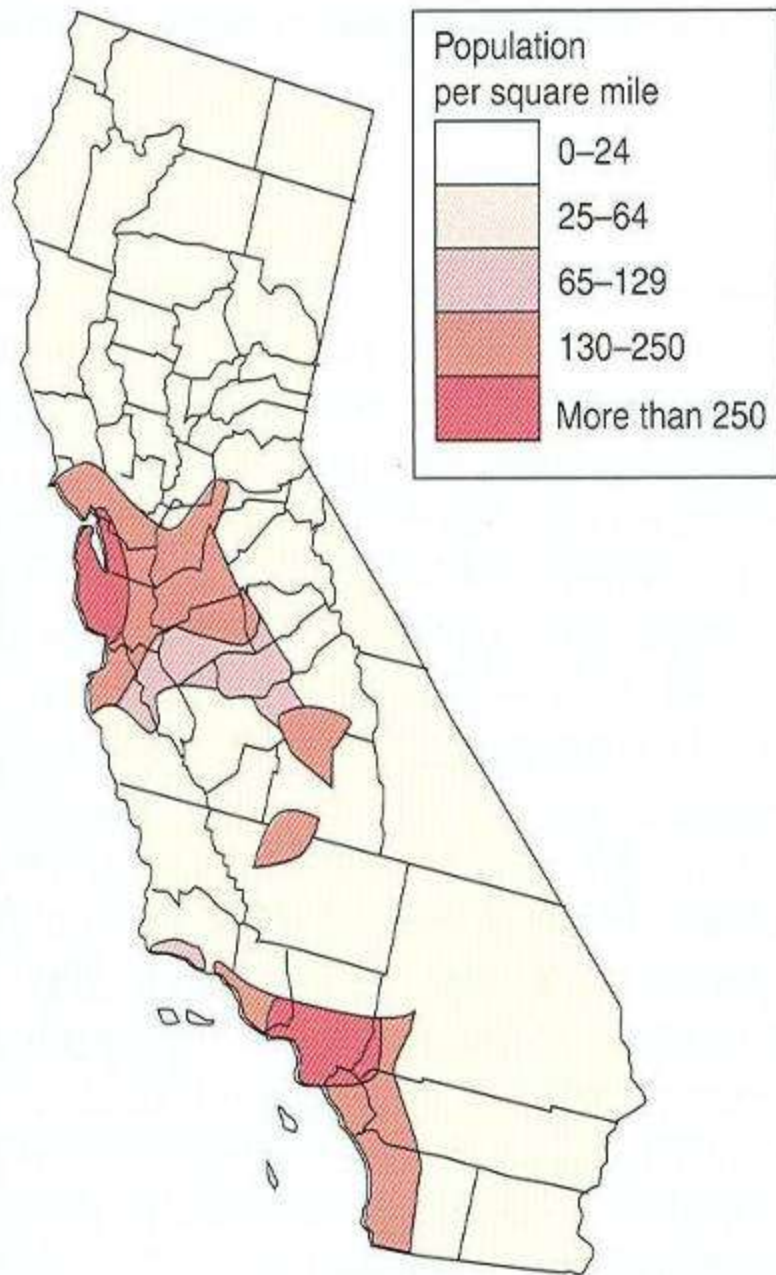 Population
per square mile
0–24
25–64
65–129
130–250
More than 250